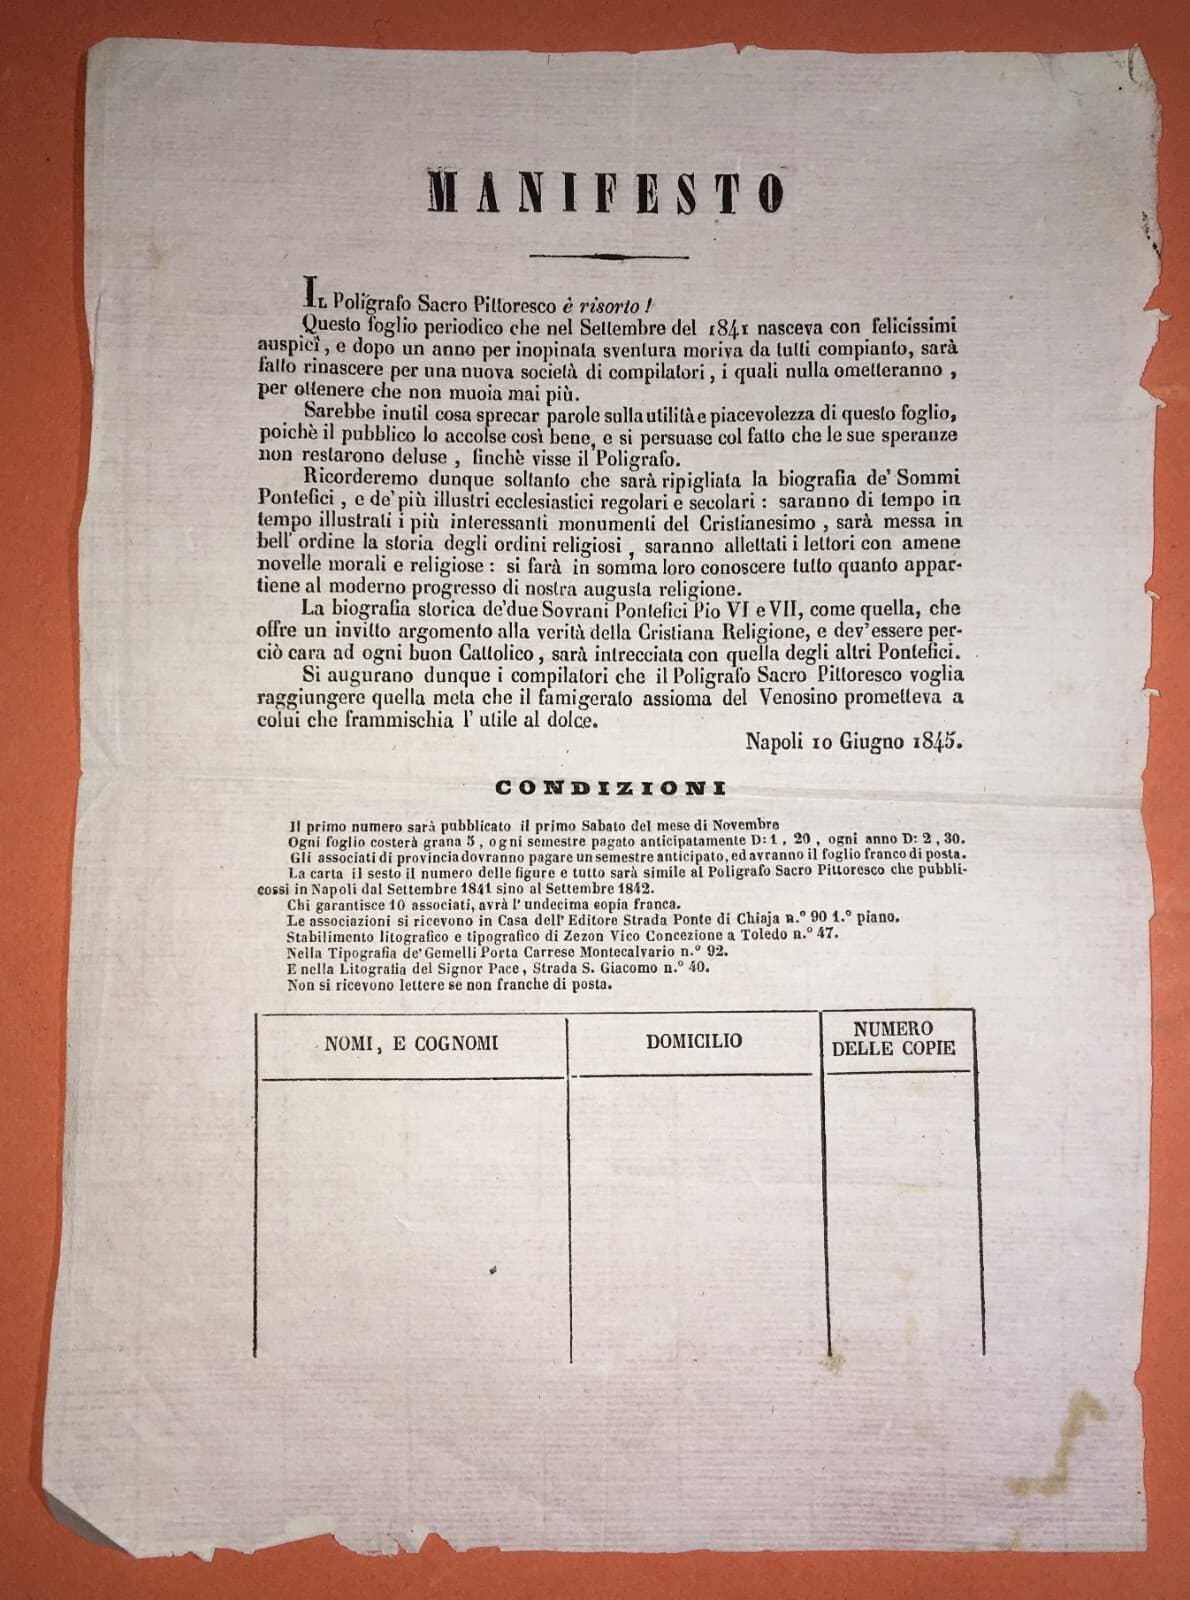 MANIFESTO
IL Poligrafo Sacro Pittoresco è risorto !
Questo foglio periodico che nel Settembre del 1841 nasceva con felicissimi
auspicî, e dopo un anno per inopinata sventura moriva da tutti compianto, sarà
fatto rinascere per una nuova società di compilatori, i quali nulla ometteranno,
per ottenere che non muoia mai più.
Sarebbe inutil cosa sprecar parole sulla utilità e piacevolezza di questo foglio,
poichè il pubblico lo accolse così bene, e si persuase col fatto che le sue speranze
non restarono deluse, finchè visse il Poligrafo.
Ricorderemo dunque soltanto che sarà ripigliata la biografia de' Sommi
Pontefici, e de' più illustri ecclesiastici regolari e secolari : saranno di tempo in
tempo illustrati i più interessanti monumenti del Cristianesimo, sarà messa in
bell' ordine la storia degli ordini religiosi, saranno allettati i lettori con amene
novelle morali e religiose : si farà in somma loro conoscere tutto quanto appar-
tiene al moderno progresso di nostra augusta religione.
La biografia storica de' due Sovrani Pontefici Pio VI e VII, come quella, che
offre un invitto argomento alla verità della Cristiana Religione, e dev'essere per-
ciò cara ad ogni buon Cattolico, sarà intrecciata con quella degli altri Pontefici.
Si augurano dunque i compilatori che il Poligrafo Sacro Pittoresco voglia
raggiungere quella meta che il famigerato assioma del Venosino prometteva a
colui che frammischia l' utile al dolce.
Napoli 10 Giugno 1845.
CONDIZIONI
Il primo numero sarà pubblicato il primo Sabato del mese di Novembre
Ogni foglio costerà grana 5, ogni semestre pagato anticipatamente D: 1, 20, ogni anno D: 2, 30.
Gli associati di provincia dovranno pagare un semestre anticipato, ed avranno il foglio franco di posta.
La carta il sesto il numero delle figure e tutto sarà simile al Poligrafo Sacro Pittoresco che pubbli-
cossi in Napoli dal Settembre 1841 sino al Settembre 1842.
Chi garantisce 10 associati, avrà l' undecima copia franca.
Le associazioni si ricevono in Casa dell' Editore Strada Ponte di Chiaja n.° 90 1.° piano.
Stabilimento litografico e tipografico di Zezon Vico Concezione a Toledo n.° 47.
Nella Tipografia de' Gemelli Porta Carrese Montecalvario n.° 92.
E nella Litografia del Signor Pace, Strada S. Giacomo n.° 40.
Non si ricevono lettere se non franche di posta.
NOMI, E COGNOMI
DOMICILIO
NUMERO
DELLE COPIE